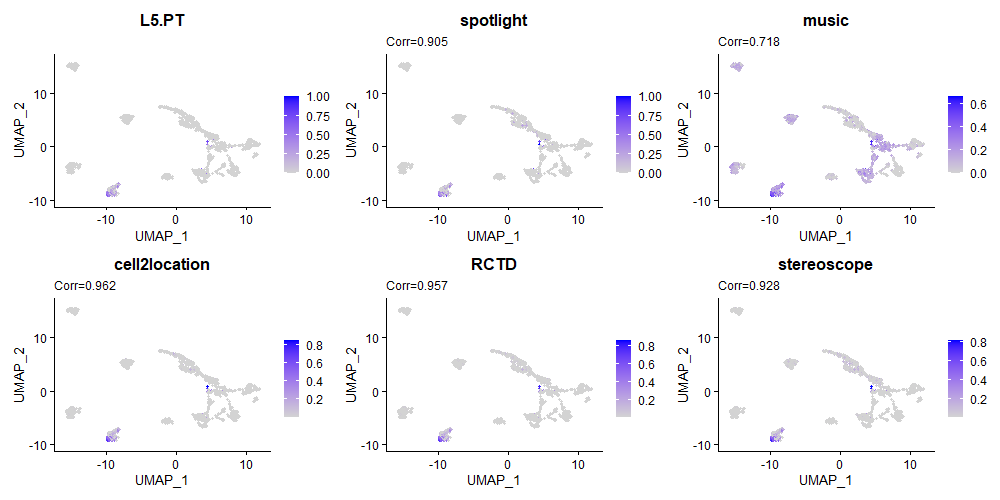 L5.PT
spotlight
music
Corr=0.905
Corr=0.718
UMAP_2
10
0
-10
1.00
0.75
0.50
0.25
0.00
-10
0
10
UMAP_1
UMAP_2
10
0
-10
1.00
0.75
0.50
0.25
0.00
-10
0
10
UMAP_1
UMAP_2
10
0
-10
0.6
0.4
0.2
0.0
-10
0
10
UMAP_1
cell2location
RCTD
stereoscope
Corr=0.962
Corr=0.957
Corr=0.928
UMAP_2
10
0
-10
0.8
0.6
0.4
0.2
-10
0
10
UMAP_1
UMAP_2
10
0
-10
0.8
0.6
0.4
0.2
-10
0
10
UMAP_1
UMAP_2
10
0
-10
0.8
0.6
0.4
0.2
-10
0
10
UMAP_1